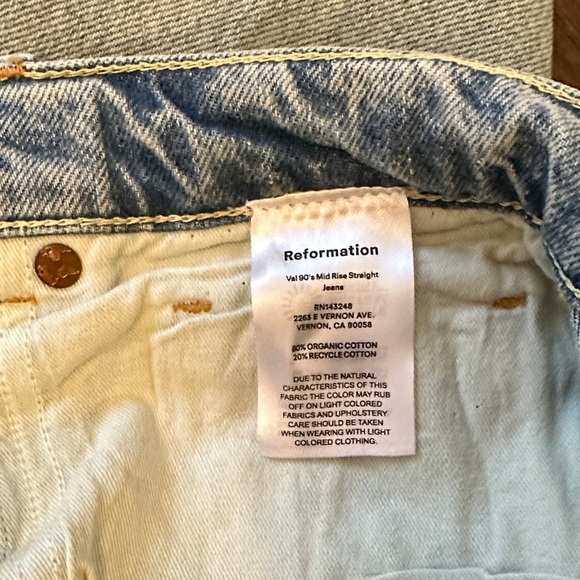 Reformation
Val 90's Mid Rise Straight
Jeans
RN143248
2263 E VERNON AVE.
VERNON, CA 90058
80% ORGANIC COTTON
20% RECYCLE COTTON
DUE TO THE NATURAL
CHARACTERISTICS OF THIS
FABRIC THE COLOR MAY RUB
OFF ON LIGHT COLORED
FABRICS AND UPHOLSTERY
CARE SHOULD BE TAKEN
WHEN WEARING WITH LIGHT
COLORED CLOTHING.